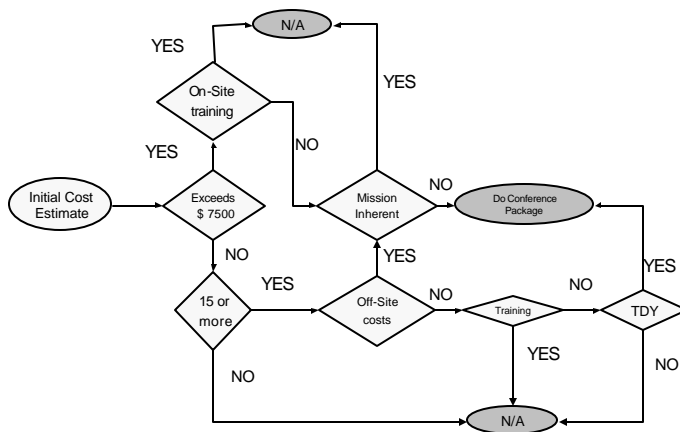 N/A
YES
YES
On-Site
training
YES
NO
YES
Initial Cost
Estimate
Exceeds
$ 7500
Mission
Inherent
NO
Do Conference
Package
NO
YES
YES
15 or
more
YES
Off-Site
costs
NO
Training
NO
TDY
NO
YES
NO
N/A